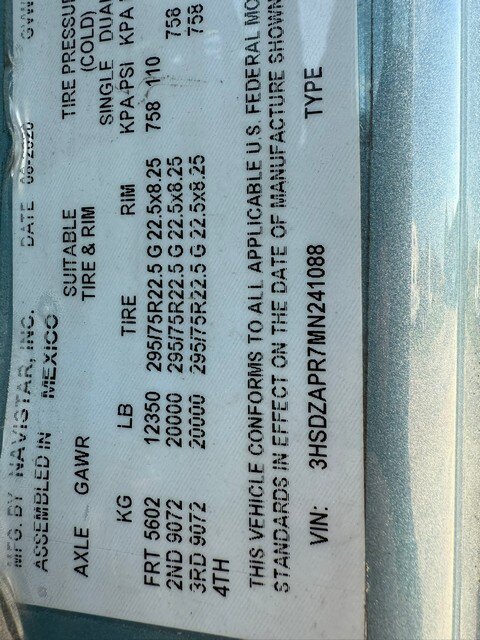 MFG. BY NAVISTAR, INC. DATE
ASSEMBLED IN MEXICO
SUITABLE TIRE PRESSURE
AXLE GAWR TIRE & RIM (COLD)
SINGLE DUAL
KG LB TIRE RIM KPA-PSI KPA
FRT 5602 12350 295/75R22.5 G 22.5x8.25 758 110
2ND 9072 20000 295/75R22.5 G 22.5x8.25 758
3RD 9072 20000 295/75R22.5 G 22.5x8.25 758
4TH
THIS VEHICLE CONFORMS TO ALL APPLICABLE U.S. FEDERAL MO
STANDARDS IN EFFECT ON THE DATE OF MANUFACTURE SHOWN
VIN: 3HSDZAPR7MN241088 TYPE